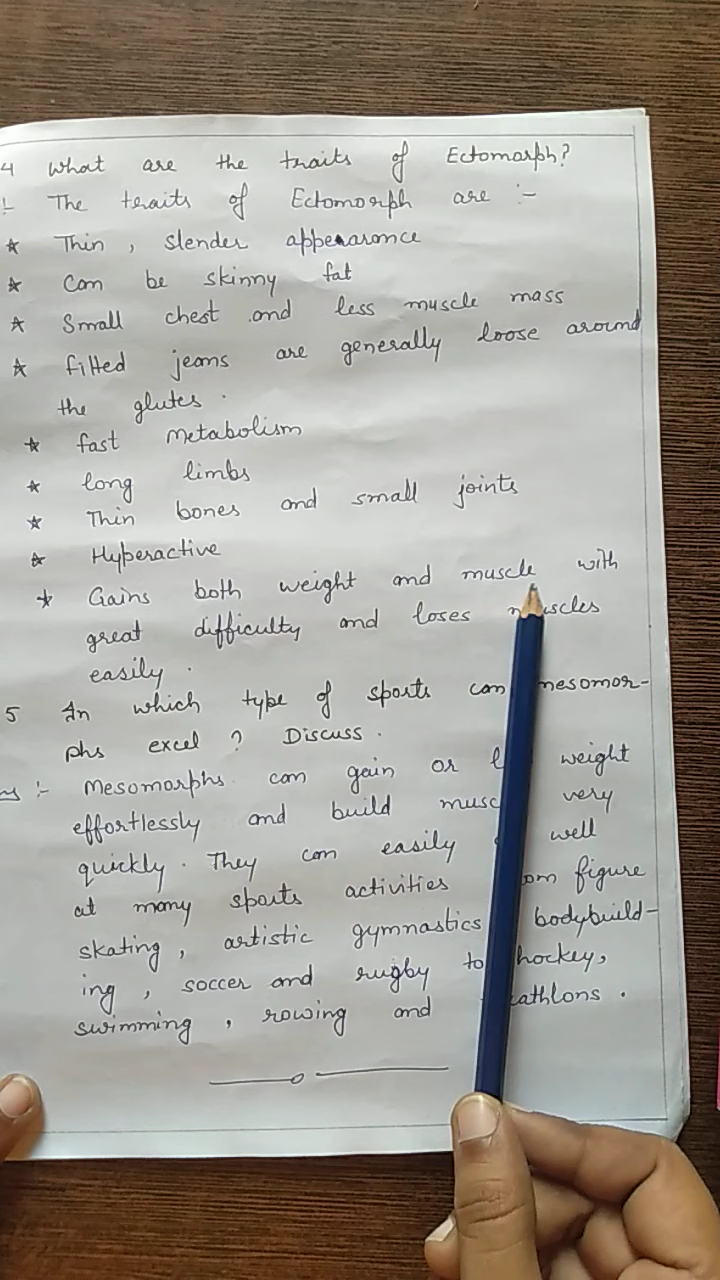 4 What are the traits of Ectomorph?
:- The traits of Ectomorph are :-
☆ Thin, slender appearance
☆ Can be skinny fat
☆ Small chest and less muscle mass
☆ fitted jeans are generally loose around
the glutes.
☆ fast metabolism
☆ long limbs
☆ Thin bones and small joints
☆ Hyperactive
☆ Gains both weight and muscle with
great difficulty and loses muscles
easily.
5 In which type of sports can mesomor-
phs excel? Discuss.
:- Mesomorphs can gain or weight
effortlessly and build musc very
quickly. They can easily well
at many sports activities figure
skating, artistic gymnastics bodybuild-
ing, soccer and rugby to hockey,
swimming, rowing and cathlons.